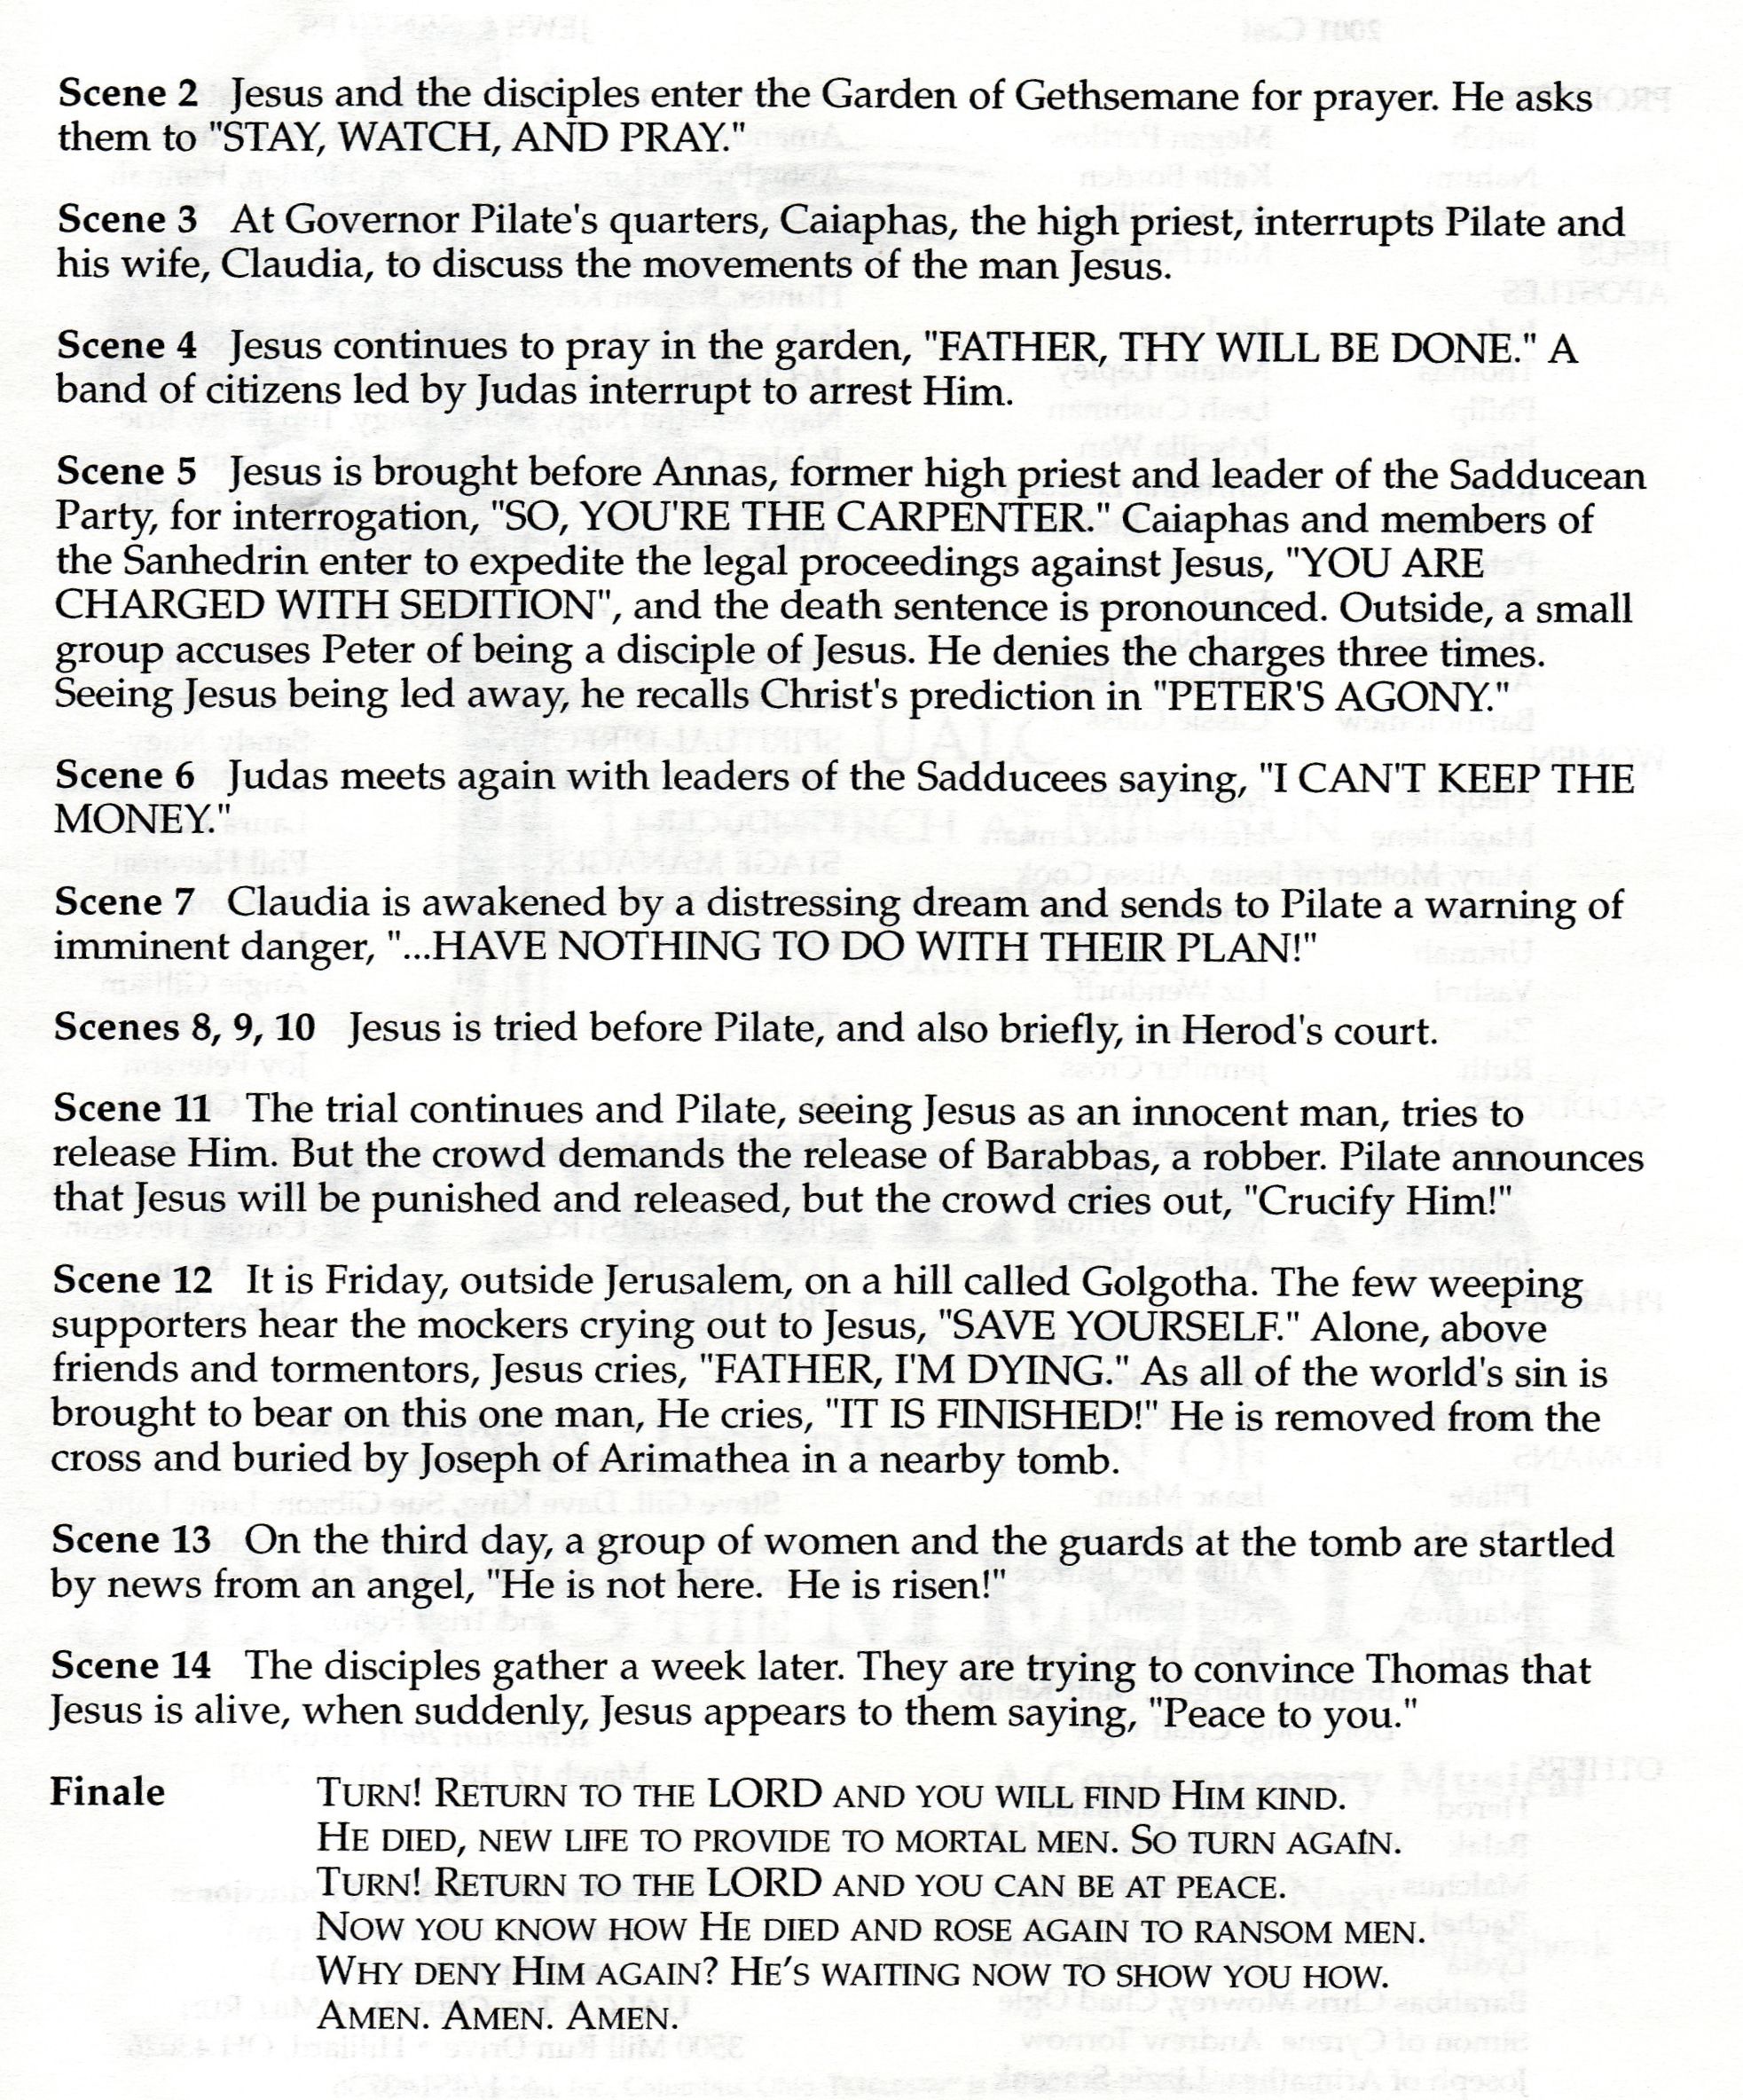 Scene 2 Jesus and the disciples enter the Garden of Gethsemane for prayer. He asks
them to "STAY, WATCH, AND PRAY."
Scene 3 At Governor Pilate's quarters, Caiaphas, the high priest, interrupts Pilate and
his wife, Claudia, to discuss the movements of the man Jesus.
Scene 4 Jesus continues to pray in the garden, "FATHER, THY WILL BE DONE." A
band of citizens led by Judas interrupt to arrest Him.
Scene 5 Jesus is brought before Annas, former high priest and leader of the Sadducean
Party, for interrogation, "SO, YOU'RE THE CARPENTER." Caiaphas and members of
the Sanhedrin enter to expedite the legal proceedings against Jesus, "YOU ARE
CHARGED WITH SEDITION", and the death sentence is pronounced. Outside, a small
group accuses Peter of being a disciple of Jesus. He denies the charges three times.
Seeing Jesus being led away, he recalls Christ's prediction in "PETER'S AGONY."
Scene 6 Judas meets again with leaders of the Sadducees saying, "I CAN'T KEEP THE
MONEY."
Scene 7 Claudia is awakened by a distressing dream and sends to Pilate a warning of
imminent danger, "...HAVE NOTHING TO DO WITH THEIR PLAN!"
Scenes 8, 9, 10 Jesus is tried before Pilate, and also briefly, in Herod's court.
Scene 11 The trial continues and Pilate, seeing Jesus as an innocent man, tries to
release Him. But the crowd demands the release of Barabbas, a robber. Pilate announces
that Jesus will be punished and released, but the crowd cries out, "Crucify Him!"
Scene 12 It is Friday, outside Jerusalem, on a hill called Golgotha. The few weeping
supporters hear the mockers crying out to Jesus, "SAVE YOURSELF." Alone, above
friends and tormentors, Jesus cries, "FATHER, I'M DYING." As all of the world's sin is
brought to bear on this one man, He cries, "IT IS FINISHED!" He is removed from the
cross and buried by Joseph of Arimathea in a nearby tomb.
Scene 13 On the third day, a group of women and the guards at the tomb are startled
by news from an angel, "He is not here. He is risen!"
Scene 14 The disciples gather a week later. They are trying to convince Thomas that
Jesus is alive, when suddenly, Jesus appears to them saying, "Peace to you."
Finale TURN! RETURN TO THE LORD AND YOU WILL FIND HIM KIND.
HE DIED, NEW LIFE TO PROVIDE TO MORTAL MEN. SO TURN AGAIN.
TURN! RETURN TO THE LORD AND YOU CAN BE AT PEACE.
NOW YOU KNOW HOW HE DIED AND ROSE AGAIN TO RANSOM MEN.
WHY DENY HIM AGAIN? HE'S WAITING NOW TO SHOW YOU HOW.
AMEN. AMEN. AMEN.